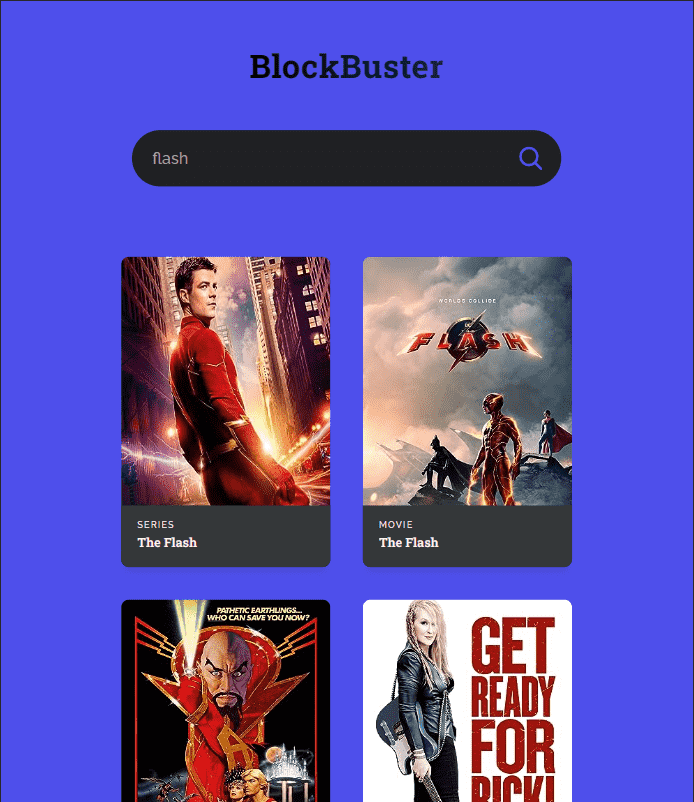 BlockBuster
flash
WORLDS COLLIDE
FLASH
SERIES
The Flash
MOVIE
The Flash
PATHETIC EARTHLINGS...
WHO CAN SAVE YOU NOW?
GET
READY
FOR
RICKI